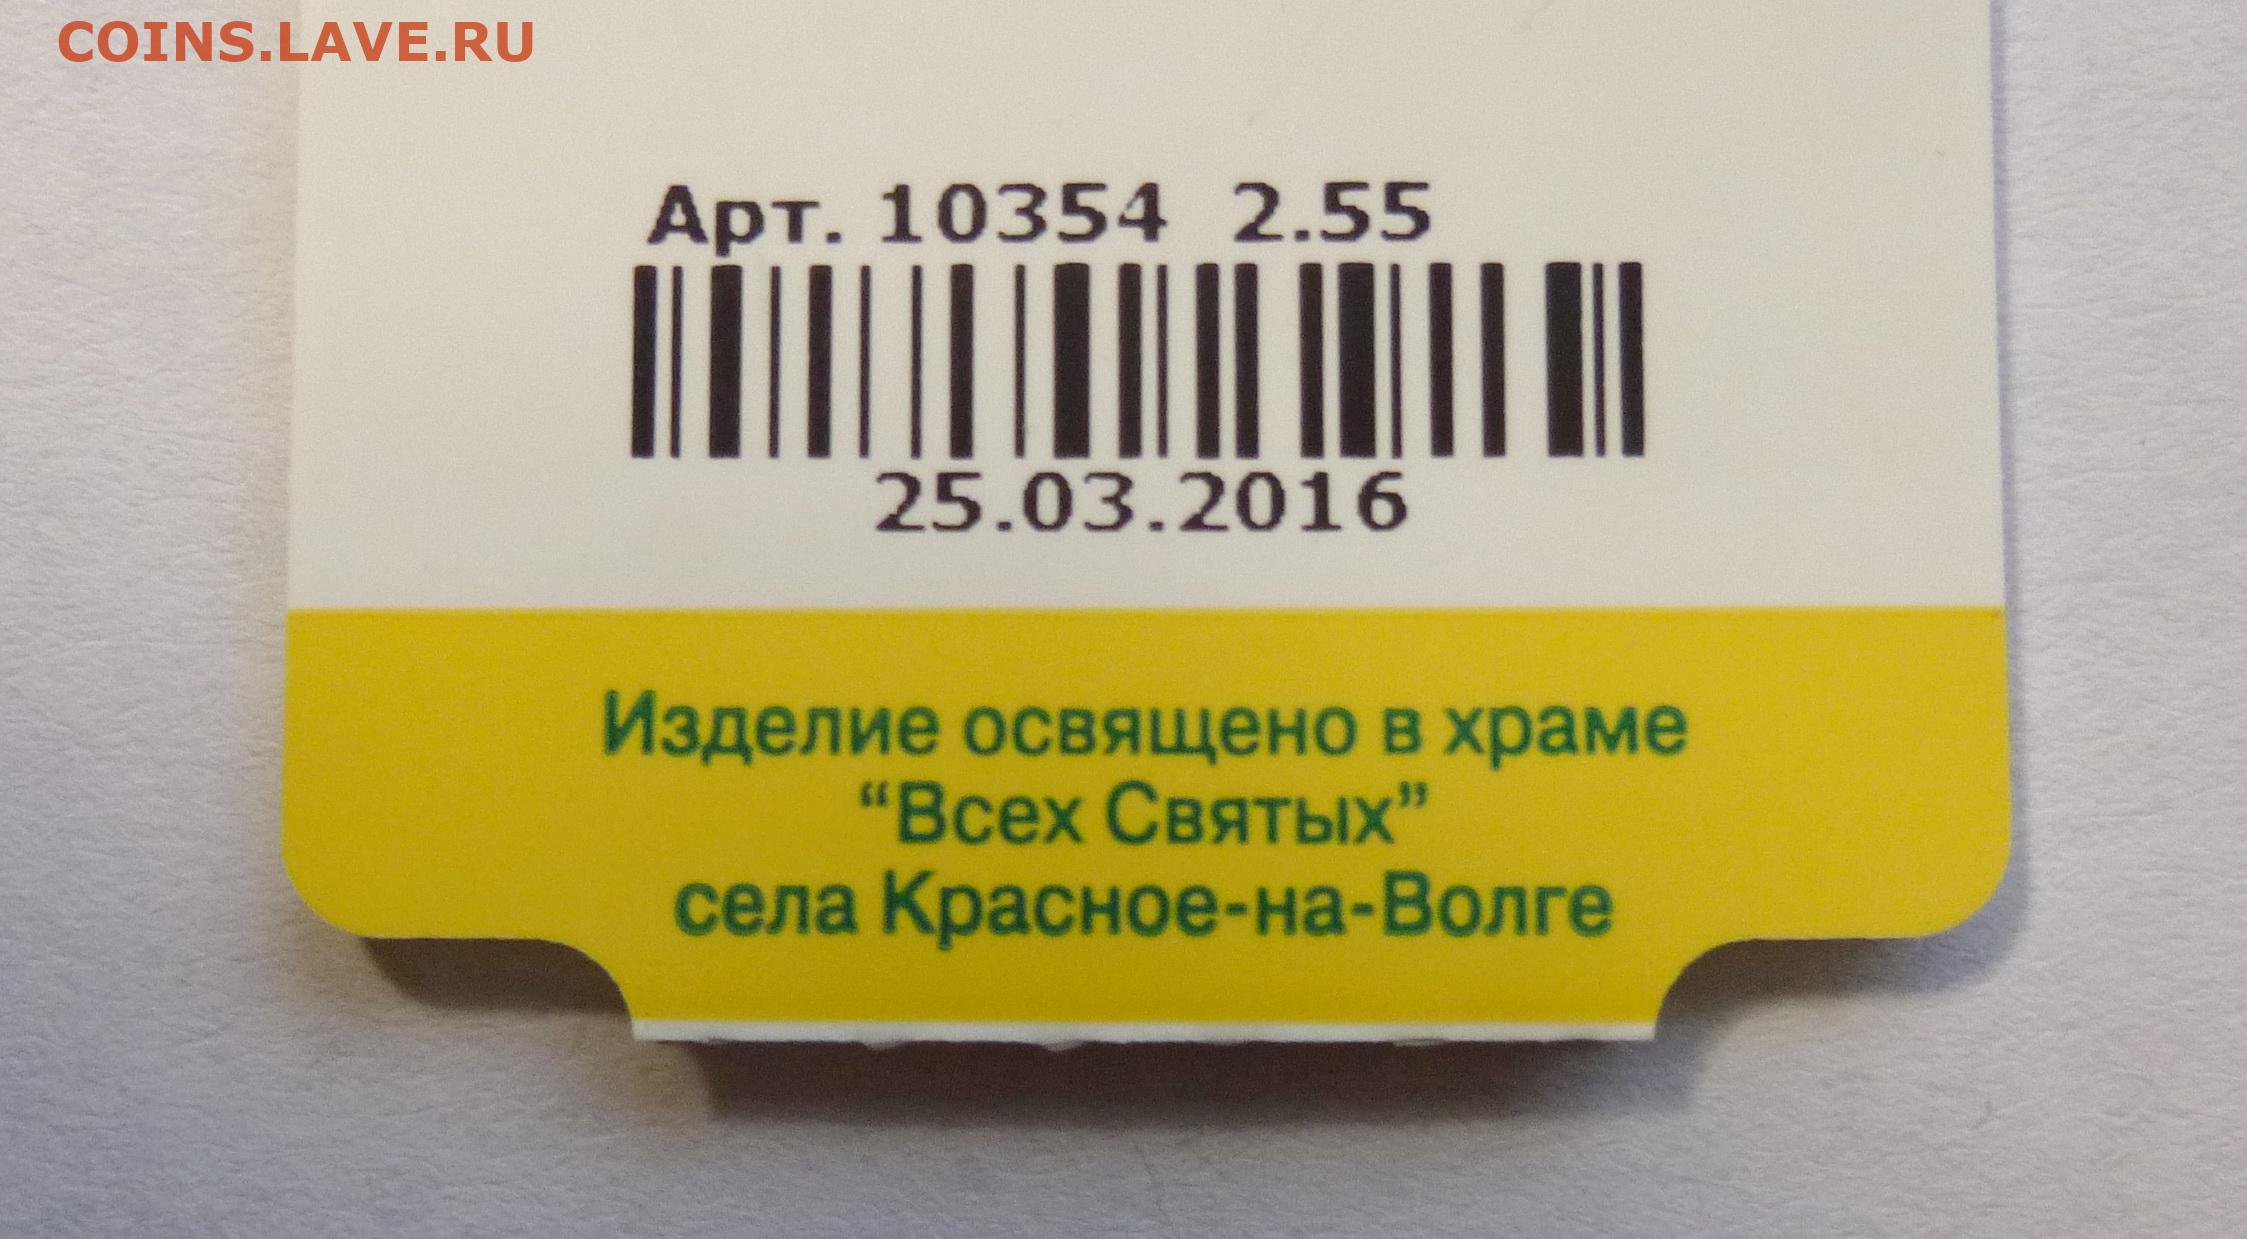 COINS.LAVE.RU
Арт. 10354 2.55
25.03.2016
Изделие освящено в храме
“Всех Святых”
села Красное-на-Волге